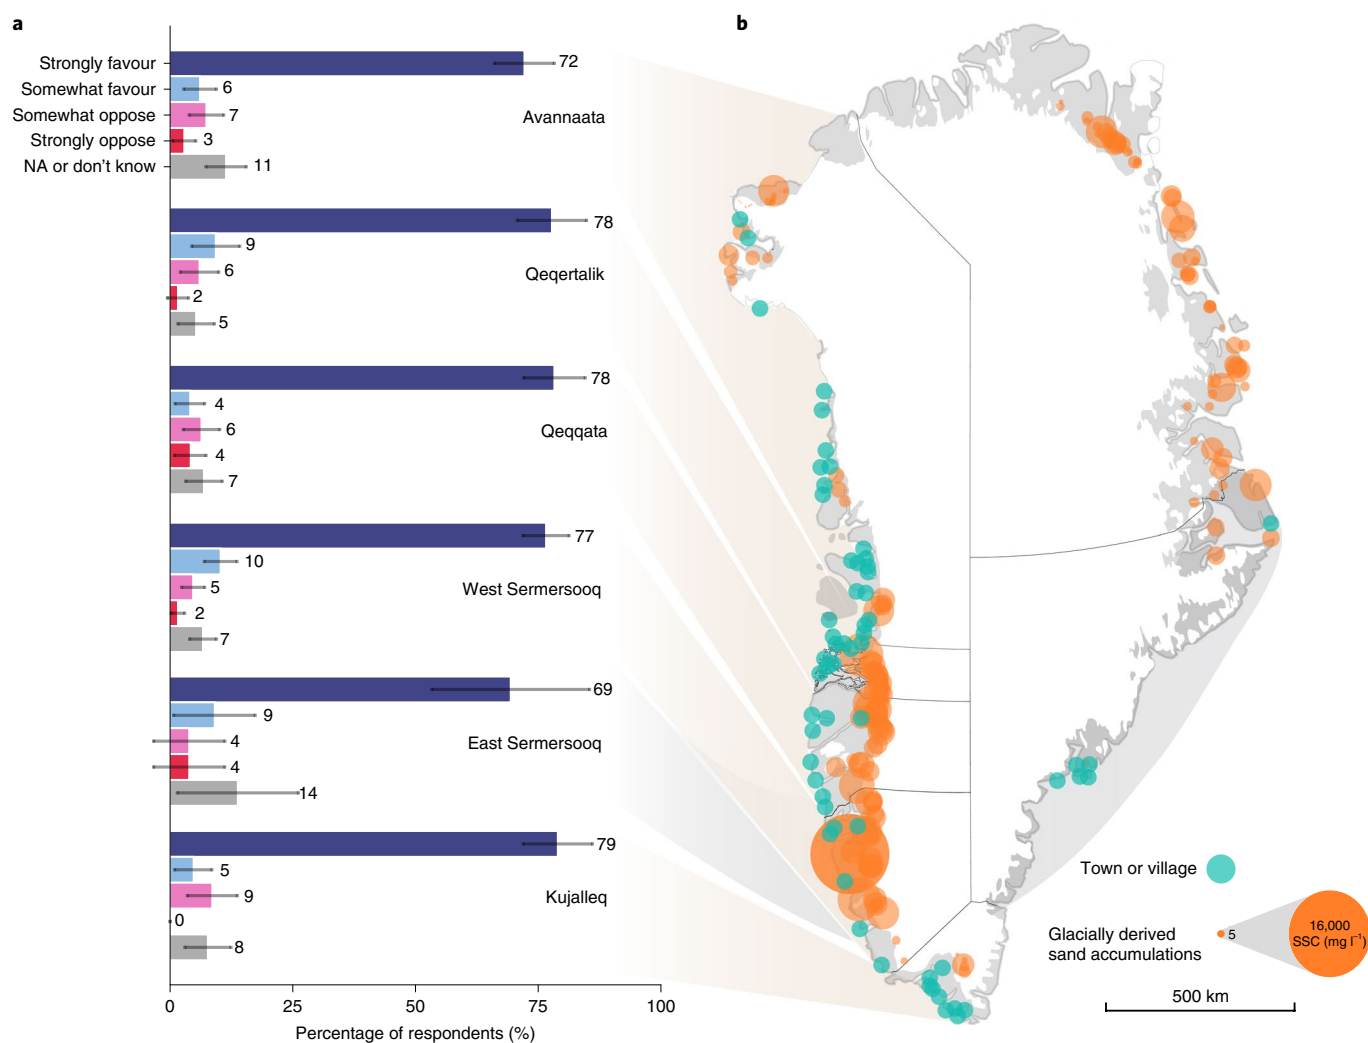 a
Strongly favour
72
Somewhat favour
6
Somewhat oppose
7
Avannaata
Strongly oppose
3
NA or don't know
11
78
9
6
Qeqertalik
2
5
78
4
6
Qeqqata
4
7
77
10
5
West Sermersooq
2
7
69
9
4
East Sermersooq
4
14
79
5
9
Kujalleq
0
8
0
25
50
75
100
Percentage of respondents (%)
b
Town or village
Glacially derived
sand accumulations
5
16,000
SSC (mg l⁻¹)
500 km